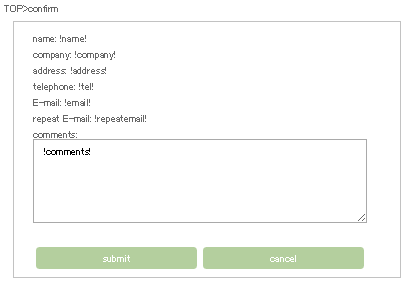 TOP>confirm
name: !name!
company: !company!
address: !address!
telephone: !tel!
E-mail: !email!
repeat E-mail: !repeatemail!
comments:
!comments!
submit
cancel